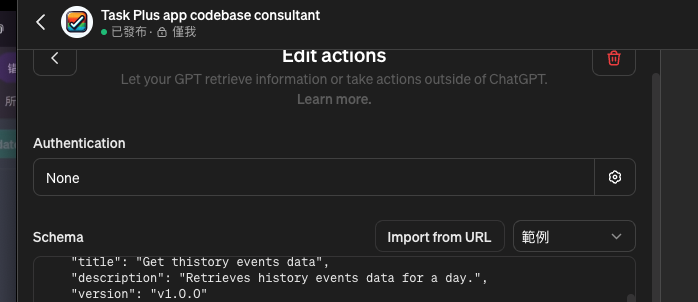 Task Plus app codebase consultant
已發布· 僅我
Edit actions
Let your GPT retrieve information or take actions outside of ChatGPT.
Learn more.
Authentication
None
Schema
Import from URL
範例
"title": "Get thistory events data",
"description": "Retrieves history events data for a day.",
"version": "v1.0.0"
所